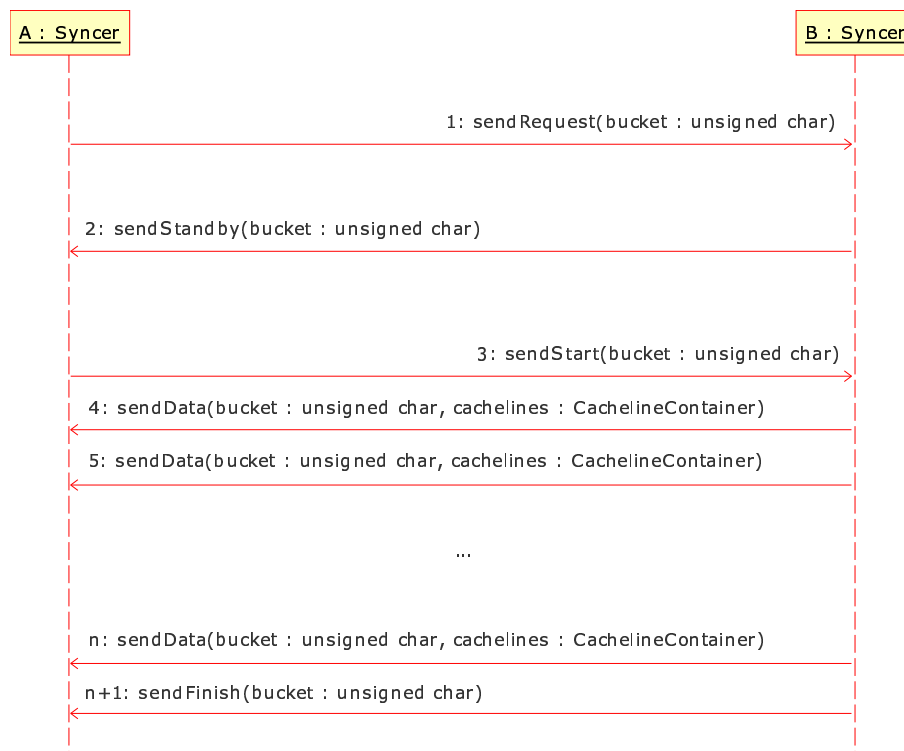 A : Syncer
B : Syncer
1: sendRequest(bucket : unsigned char)
2: sendStandby(bucket : unsigned char)
3: sendStart(bucket : unsigned char)
4: sendData(bucket : unsigned char, cachelines : CachelineContainer)
5: sendData(bucket : unsigned char, cachelines : CachelineContainer)
...
n: sendData(bucket : unsigned char, cachelines : CachelineContainer)
n+1: sendFinish(bucket : unsigned char)